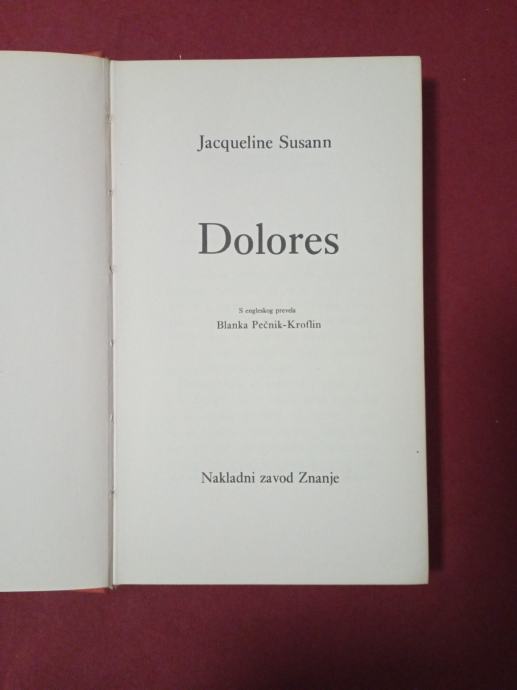 Jacqueline Susann
Dolores
S engleskog prevela
Blanka Pečnik-Kroflin
Nakladni zavod Znanje